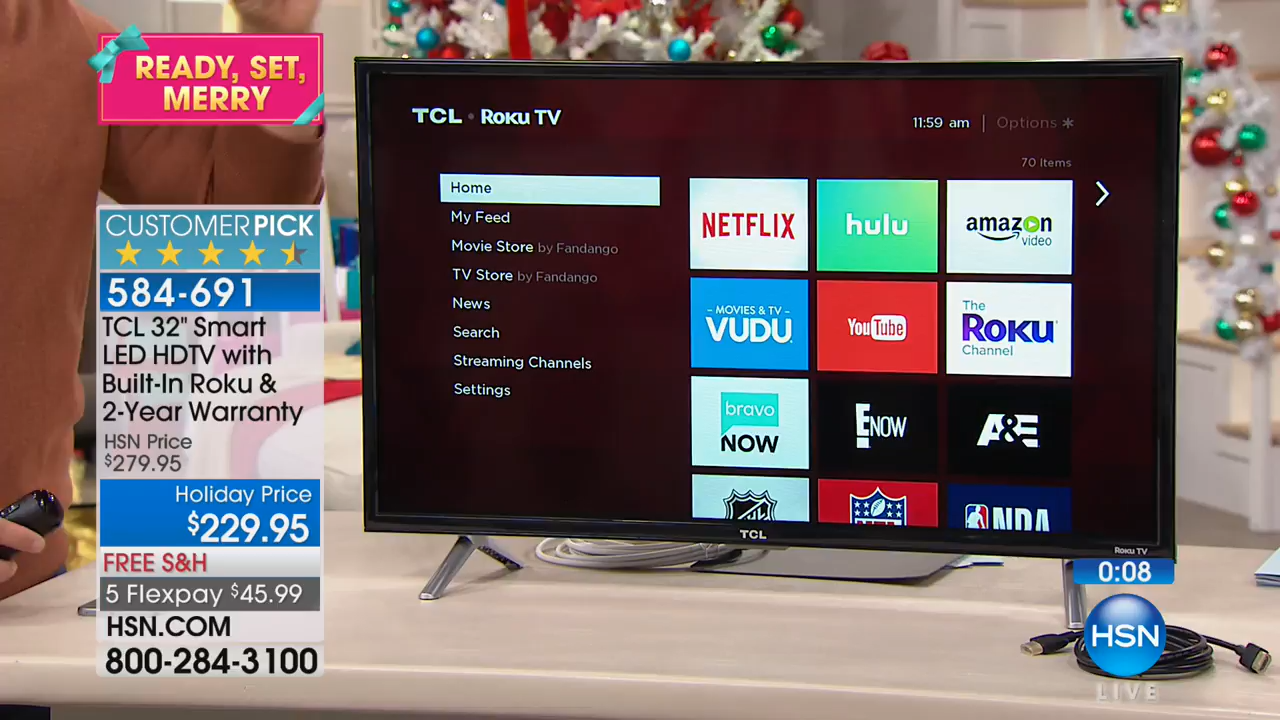 READY, SET,
MERRY
CUSTOMER PICK
584-691
TCL 32" Smart
LED HDTV with
Built-In Roku &
2-Year Warranty
HSN Price
$279.95
Holiday Price
$229.95
FREE S&H
5 Flexpay $45.99
HSN.COM
800-284-3100
TCL • Roku TV
11:59 am | Options *
70 Items
Home
My Feed
Movie Store by Fandango
TV Store by Fandango
News
Search
Streaming Channels
Settings
NETFLIX
hulu
amazon
video
MOVIES & TV
VUDU
YouTube
The
Roku
Channel
bravo
NOW
E! NOW
A&E
NHL
NFL
NBA
TCL
Roku TV
0:08
HSN
LIVE